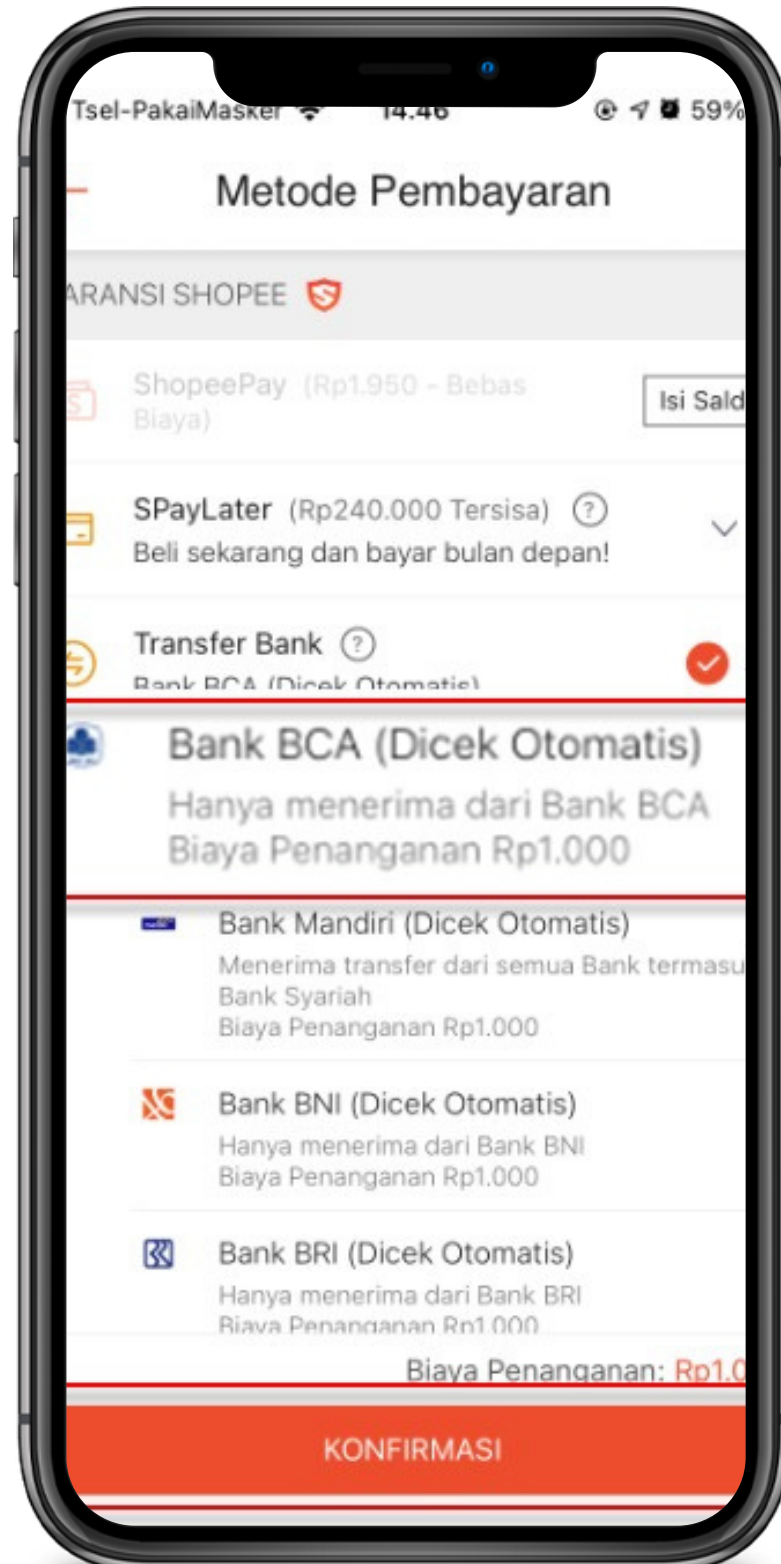 Tsel-PakaiMasker 14.46 59%
Metode Pembayaran
ARANSI SHOPEE
ShopeePay (Rp1.950 - Bebas
Biaya)
Isi Sald
SPayLater (Rp240.000 Tersisa) ?
Beli sekarang dan bayar bulan depan!
Transfer Bank ?
Bank BCA (Dicek Otomatis)
Bank BCA (Dicek Otomatis)
Hanya menerima dari Bank BCA
Biaya Penanganan Rp1.000
Bank Mandiri (Dicek Otomatis)
Menerima transfer dari semua Bank termasu
Bank Syariah
Biaya Penanganan Rp1.000
Bank BNI (Dicek Otomatis)
Hanya menerima dari Bank BNI
Biaya Penanganan Rp1.000
Bank BRI (Dicek Otomatis)
Hanya menerima dari Bank BRI
Biaya Penanganan Rp1.000
Biaya Penanganan: Rp1.0
KONFIRMASI